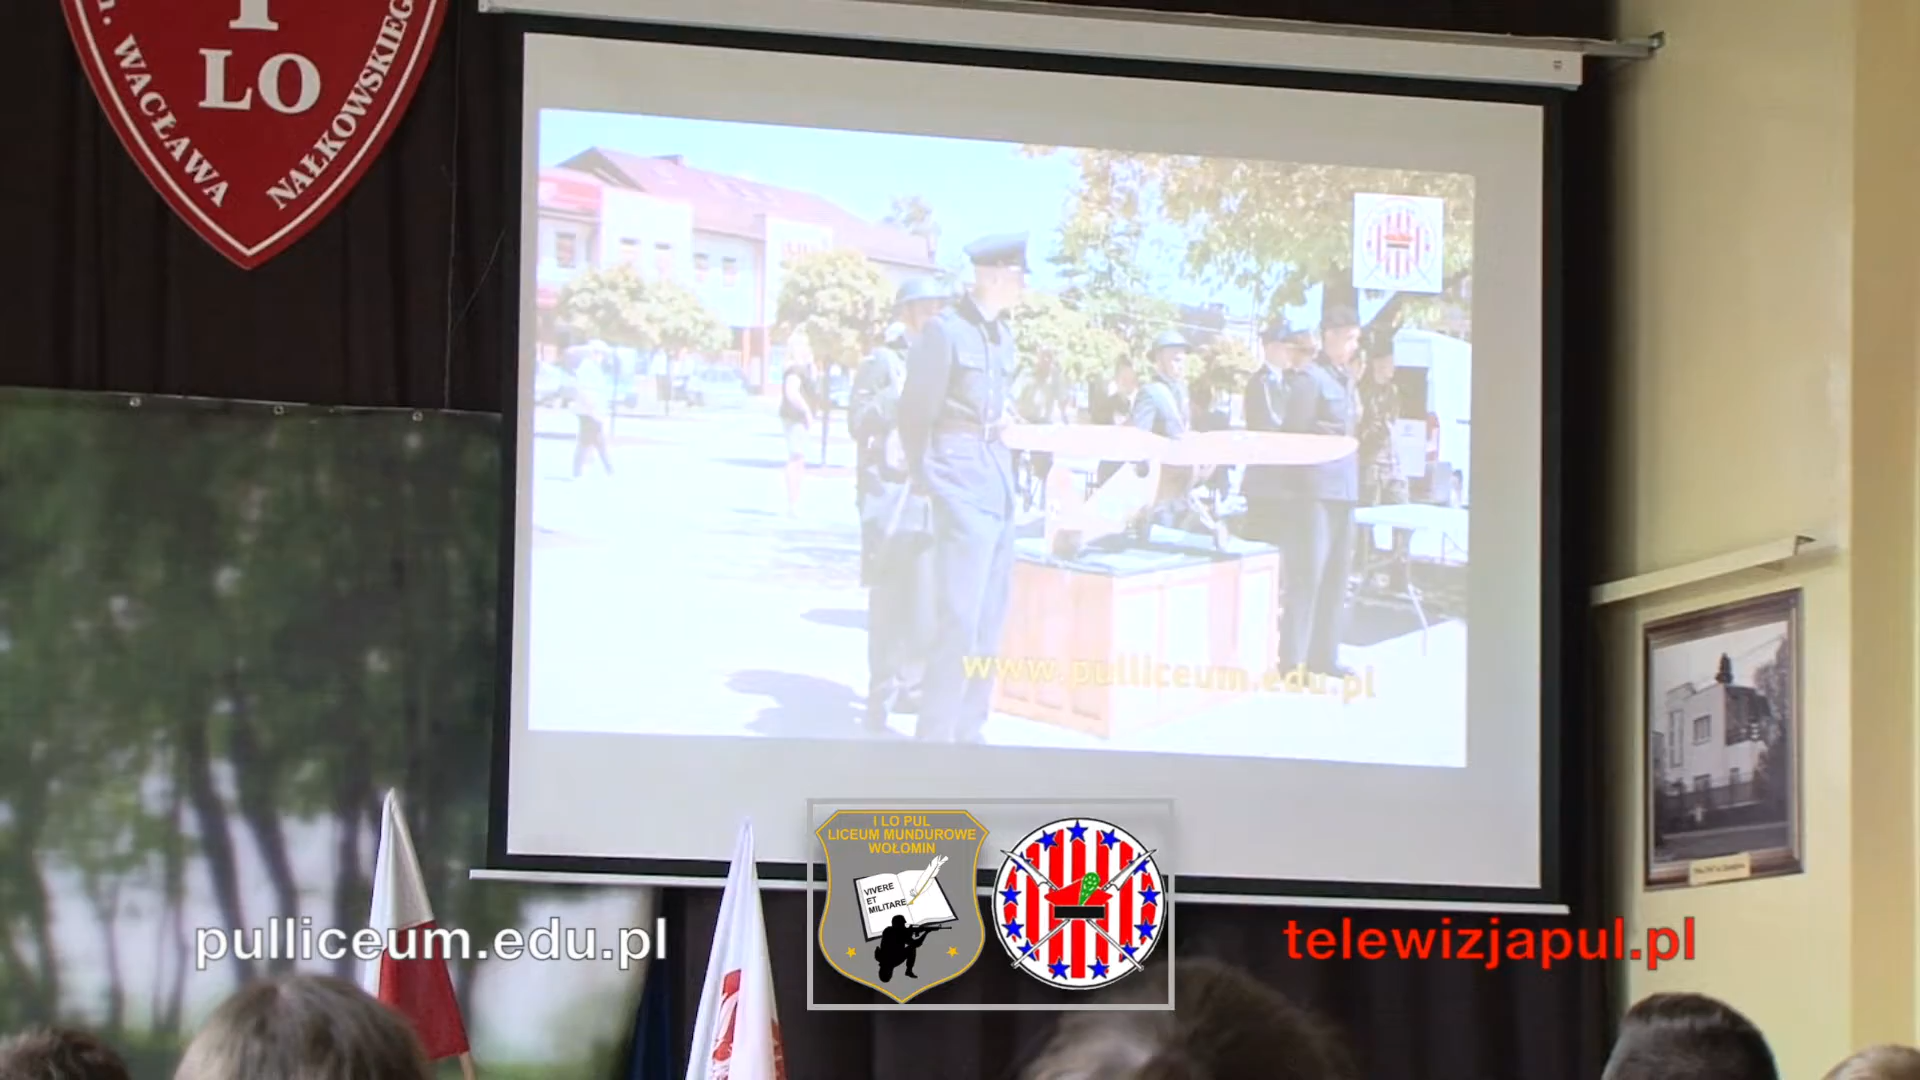 I
LO
im. WACŁAWA
NAŁKOWSKIEGO
www.pulliceum.edu.pl
I LO PUL
LICEUM MUNDUROWE
WOŁOMIN
VIVERE
ET
MILITARE
pulliceum.edu.pl
telewizjapul.pl